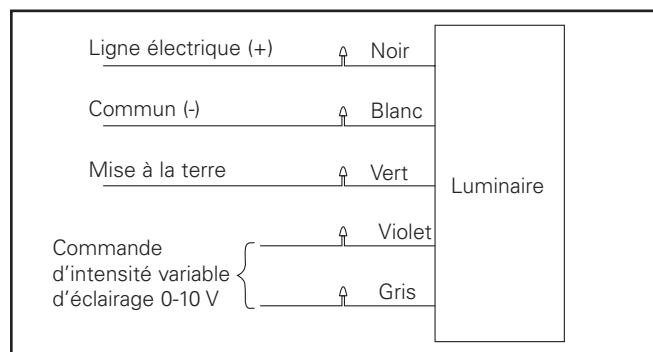 Ligne électrique (+)
Noir
Commun (-)
Blanc
Mise à la terre
Vert
Luminaire
Violet
Commande
d'intensité variable
d'éclairage 0-10 V
Gris